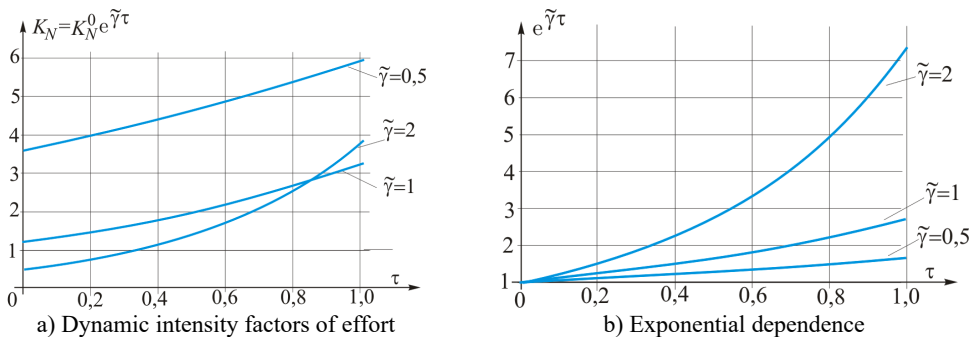 K_N=K_N^0 e^γ̃τ
6
5
4
3
2
1
0
0,2
0,4
0,6
0,8
1,0
τ
γ̃=0,5
γ̃=2
γ̃=1
a) Dynamic intensity factors of effort
e^γ̃τ
7
6
5
4
3
2
1
0
0,2
0,4
0,6
0,8
1,0
τ
γ̃=2
γ̃=1
γ̃=0,5
b) Exponential dependence